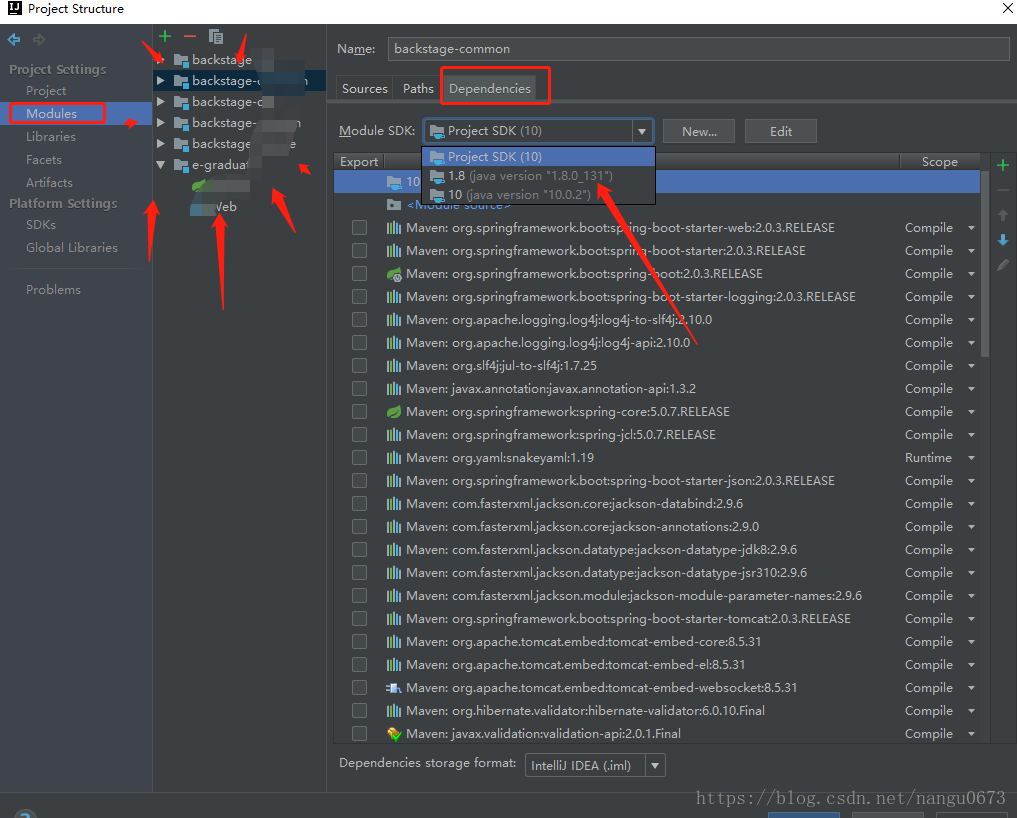 Project Structure
Project Settings
Project
Modules
Libraries
Facets
Artifacts
Platform Settings
SDKs
Global Libraries
Problems
backstage
backstage-
backstage-
backstage-
backstage
e-graduat
Web
Name: backstage-common
Sources Paths Dependencies
Module SDK: Project SDK (10) New... Edit
Project SDK (10)
1.8 (java version "1.8.0_131")
10 (java version "10.0.2")
Export Scope
10
<Module source>
Maven: org.springframework.boot:spring-boot-starter-web:2.0.3.RELEASE Compile
Maven: org.springframework.boot:spring-boot-starter:2.0.3.RELEASE Compile
Maven: org.springframework.boot:spring-boot:2.0.3.RELEASE Compile
Maven: org.springframework.boot:spring-boot-starter-logging:2.0.3.RELEASE Compile
Maven: org.apache.logging.log4j:log4j-to-slf4j:2.10.0 Compile
Maven: org.apache.logging.log4j:log4j-api:2.10.0 Compile
Maven: org.slf4j:jul-to-slf4j:1.7.25 Compile
Maven: javax.annotation:javax.annotation-api:1.3.2 Compile
Maven: org.springframework:spring-core:5.0.7.RELEASE Compile
Maven: org.springframework:spring-jcl:5.0.7.RELEASE Compile
Maven: org.yaml:snakeyaml:1.19 Runtime
Maven: org.springframework.boot:spring-boot-starter-json:2.0.3.RELEASE Compile
Maven: com.fasterxml.jackson.core:jackson-databind:2.9.6 Compile
Maven: com.fasterxml.jackson.core:jackson-annotations:2.9.0 Compile
Maven: com.fasterxml.jackson.datatype:jackson-datatype-jdk8:2.9.6 Compile
Maven: com.fasterxml.jackson.datatype:jackson-datatype-jsr310:2.9.6 Compile
Maven: com.fasterxml.jackson.module:jackson-module-parameter-names:2.9.6 Compile
Maven: org.springframework.boot:spring-boot-starter-tomcat:2.0.3.RELEASE Compile
Maven: org.apache.tomcat.embed:tomcat-embed-core:8.5.31 Compile
Maven: org.apache.tomcat.embed:tomcat-embed-el:8.5.31 Compile
Maven: org.apache.tomcat.embed:tomcat-embed-websocket:8.5.31 Compile
Maven: org.hibernate.validator:hibernate-validator:6.0.10.Final Compile
Maven: javax.validation:validation-api:2.0.1.Final Compile
Dependencies storage format: IntelliJ IDEA (.iml)
https://blog.csdn.net/nangu0673